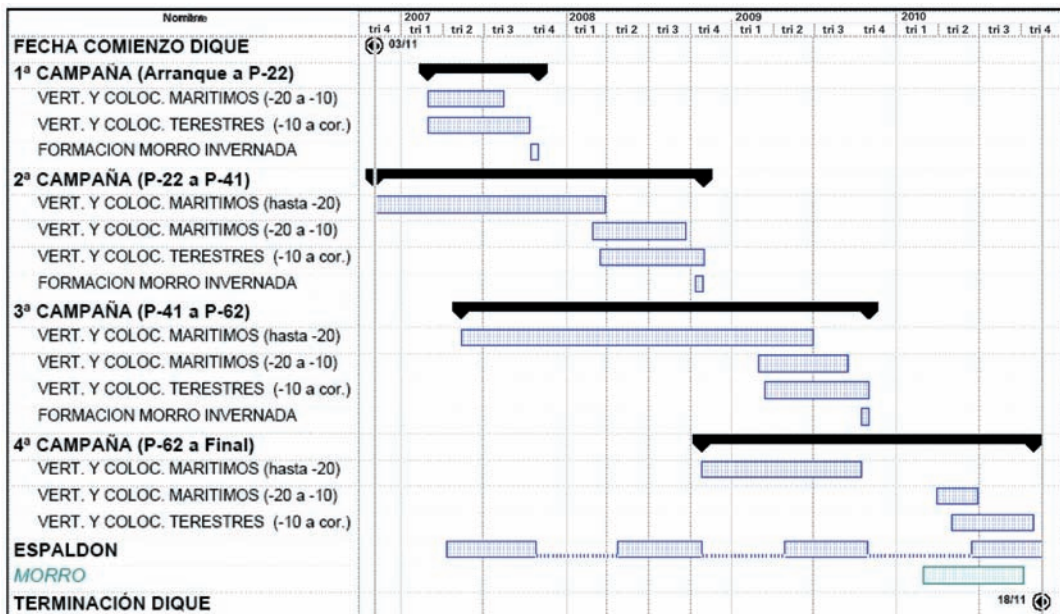 Nombre
2007 2008 2009 2010
tri 4 tri 1 tri 2 tri 3 tri 4 tri 1 tri 2 tri 3 tri 4 tri 1 tri 2 tri 3 tri 4 tri 1 tri 2 tri 3 tri 4
FECHA COMIENZO DIQUE 03/11
1ª CAMPAÑA (Arranque a P-22)
VERT. Y COLOC. MARITIMOS (-20 a -10)
VERT. Y COLOC. TERESTRES (-10 a cor.)
FORMACION MORRO INVERNADA
2ª CAMPAÑA (P-22 a P-41)
VERT. Y COLOC. MARITIMOS (hasta -20)
VERT. Y COLOC. MARITIMOS (-20 a -10)
VERT. Y COLOC. TERESTRES (-10 a cor.)
FORMACION MORRO INVERNADA
3ª CAMPAÑA (P-41 a P-62)
VERT. Y COLOC. MARITIMOS (hasta -20)
VERT. Y COLOC. MARITIMOS (-20 a -10)
VERT. Y COLOC. TERESTRES (-10 a cor.)
FORMACION MORRO INVERNADA
4ª CAMPAÑA (P-62 a Final)
VERT. Y COLOC. MARITIMOS (hasta -20)
VERT. Y COLOC. MARITIMOS (-20 a -10)
VERT. Y COLOC. TERESTRES (-10 a cor.)
ESPALDON
MORRO
TERMINACIÓN DIQUE 18/11